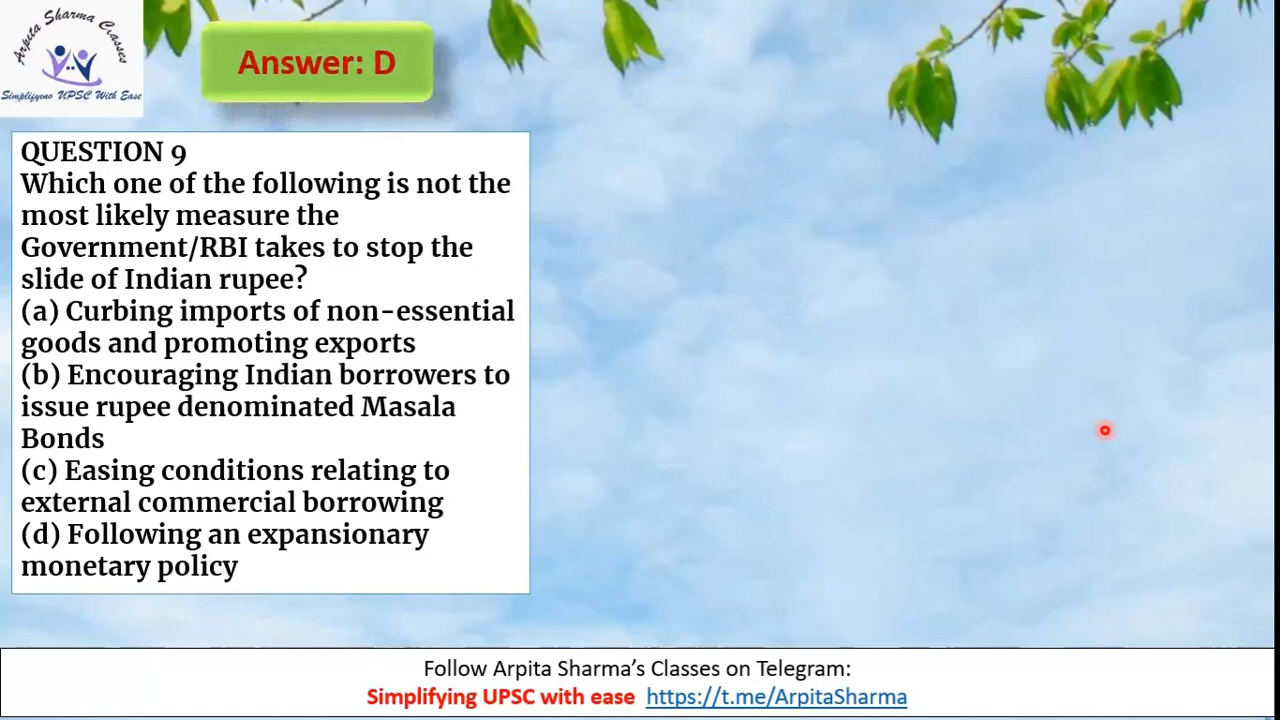 Arpita Sharma Classes
Simplifying UPSC With Ease
Answer: D
QUESTION 9
Which one of the following is not the
most likely measure the
Government/RBI takes to stop the
slide of Indian rupee?
(a) Curbing imports of non-essential
goods and promoting exports
(b) Encouraging Indian borrowers to
issue rupee denominated Masala
Bonds
(c) Easing conditions relating to
external commercial borrowing
(d) Following an expansionary
monetary policy
Follow Arpita Sharma's Classes on Telegram:
Simplifying UPSC with ease https://t.me/ArpitaSharma